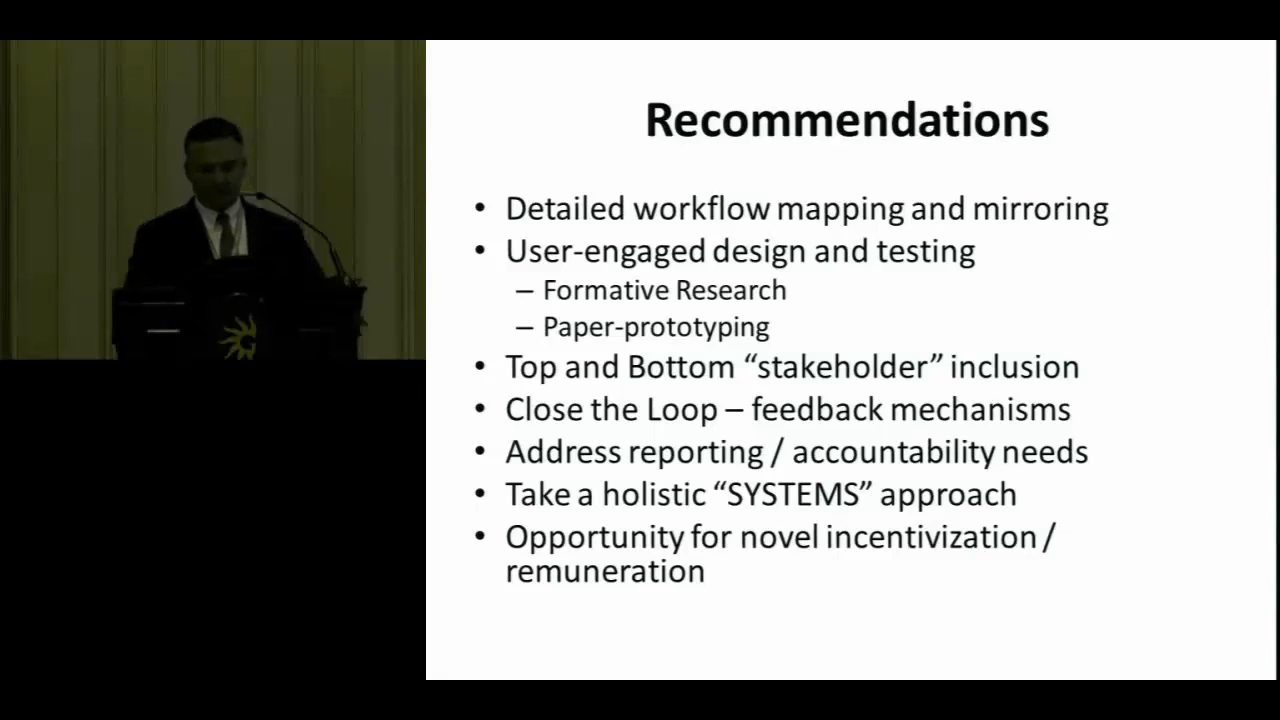 Recommendations
• Detailed workflow mapping and mirroring
• User-engaged design and testing
– Formative Research
– Paper-prototyping
• Top and Bottom “stakeholder” inclusion
• Close the Loop – feedback mechanisms
• Address reporting / accountability needs
• Take a holistic “SYSTEMS” approach
• Opportunity for novel incentivization /
remuneration